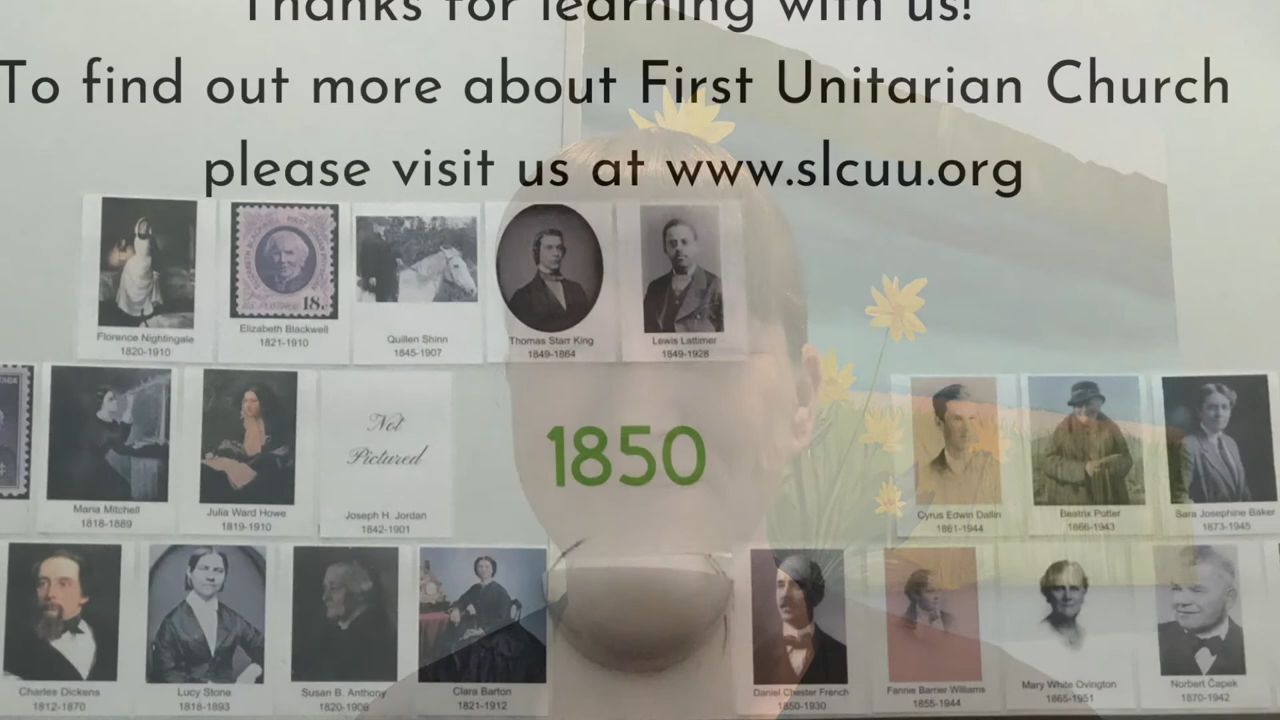 Thanks for learning with us!
To find out more about First Unitarian Church
please visit us at www.slcuu.org
18c
Florence Nightingale
1820-1910
Elizabeth Blackwell
1821-1910
Quillen Shinn
1845-1907
Thomas Starr King
1849-1864
Lewis Lattimer
1849-1928
Maria Mitchell
1818-1889
Julia Ward Howe
1819-1910
Not
Pictured
Joseph H. Jordan
1842-1901
1850
Cyrus Edwin Dallin
1861-1944
Beatrix Potter
1866-1943
Sara Josephine Baker
1873-1945
Charles Dickens
1812-1870
Lucy Stone
1818-1893
Susan B. Anthony
1820-1906
Clara Barton
1821-1912
Daniel Chester French
1850-1930
Fannie Barrier Williams
1855-1944
Mary White Ovington
1865-1951
Norbert Čapek
1870-1942